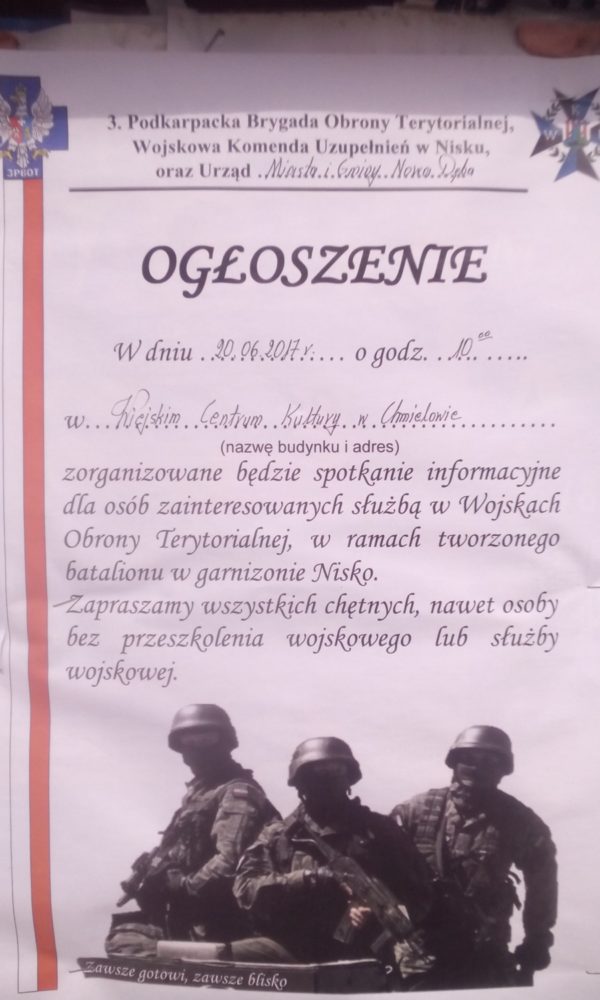 3PBOT
3. Podkarpacka Brygada Obrony Terytorialnej,
Wojskowa Komenda Uzupełnień w Nisku,
oraz Urząd .Miasta.i.Gminy..Nowa.Dęba
OGŁOSZENIE
W dniu ..20.06.2017 r..... o godz. ..10.00.....
w... Wiejskim Centrum Kultury w Chmielowie............
(nazwę budynku i adres)
zorganizowane będzie spotkanie informacyjne
dla osób zainteresowanych służbą w Wojskach
Obrony Terytorialnej, w ramach tworzonego
batalionu w garnizonie Nisko.
Zapraszamy wszystkich chętnych, nawet osoby
bez przeszkolenia wojskowego lub służby
wojskowej.
Zawsze gotowi, zawsze blisko